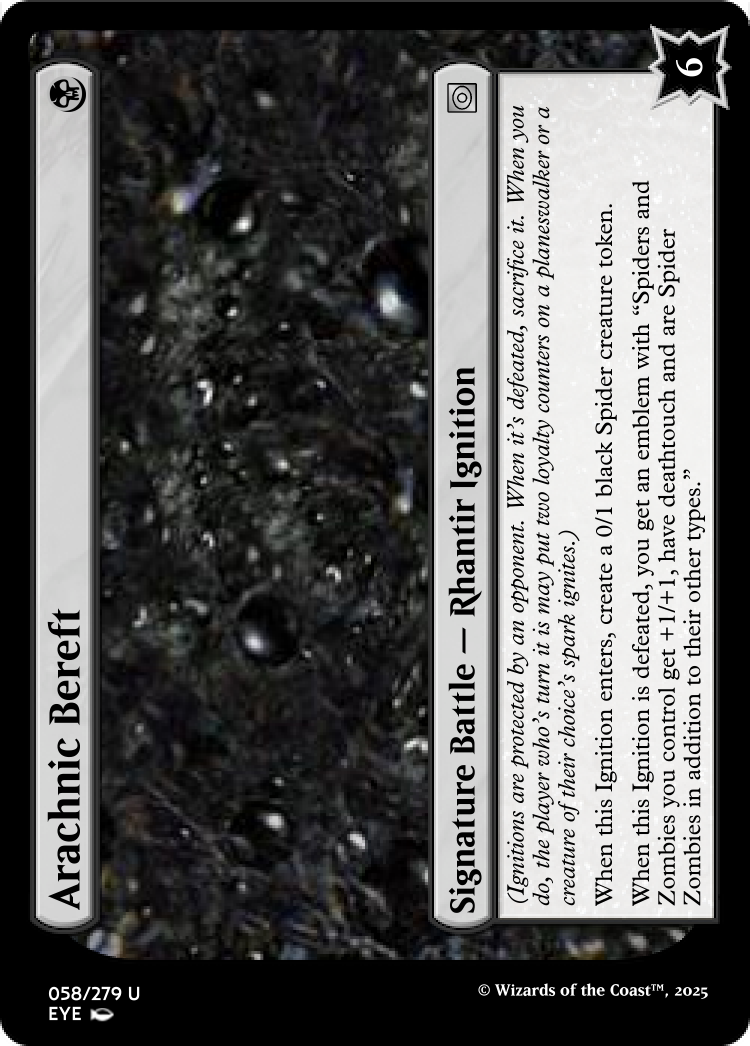 Arachnic Bereft
Signature Battle — Rhantir Ignition
(Ignitions are protected by an opponent. When it's defeated, sacrifice it. When you
do, the player who's turn it is may put two loyalty counters on a planeswalker or a
creature of their choice's spark ignites.)
When this Ignition enters, create a 0/1 black Spider creature token.
When this Ignition is defeated, you get an emblem with “Spiders and
Zombies you control get +1/+1, have deathtouch and are Spider
Zombies in addition to their other types.”
6
058/279 U
EYE
© Wizards of the Coast™, 2025